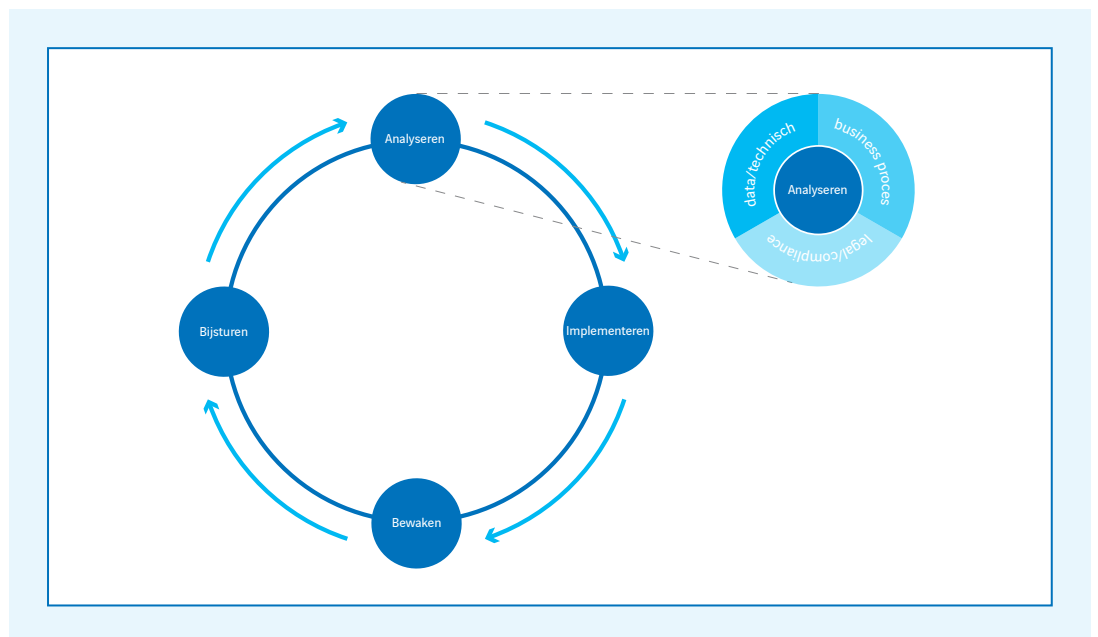 Analyseren
Implementeren
Bewaken
Bijsturen
data/technisch
business proces
Analyseren
legal/compliance